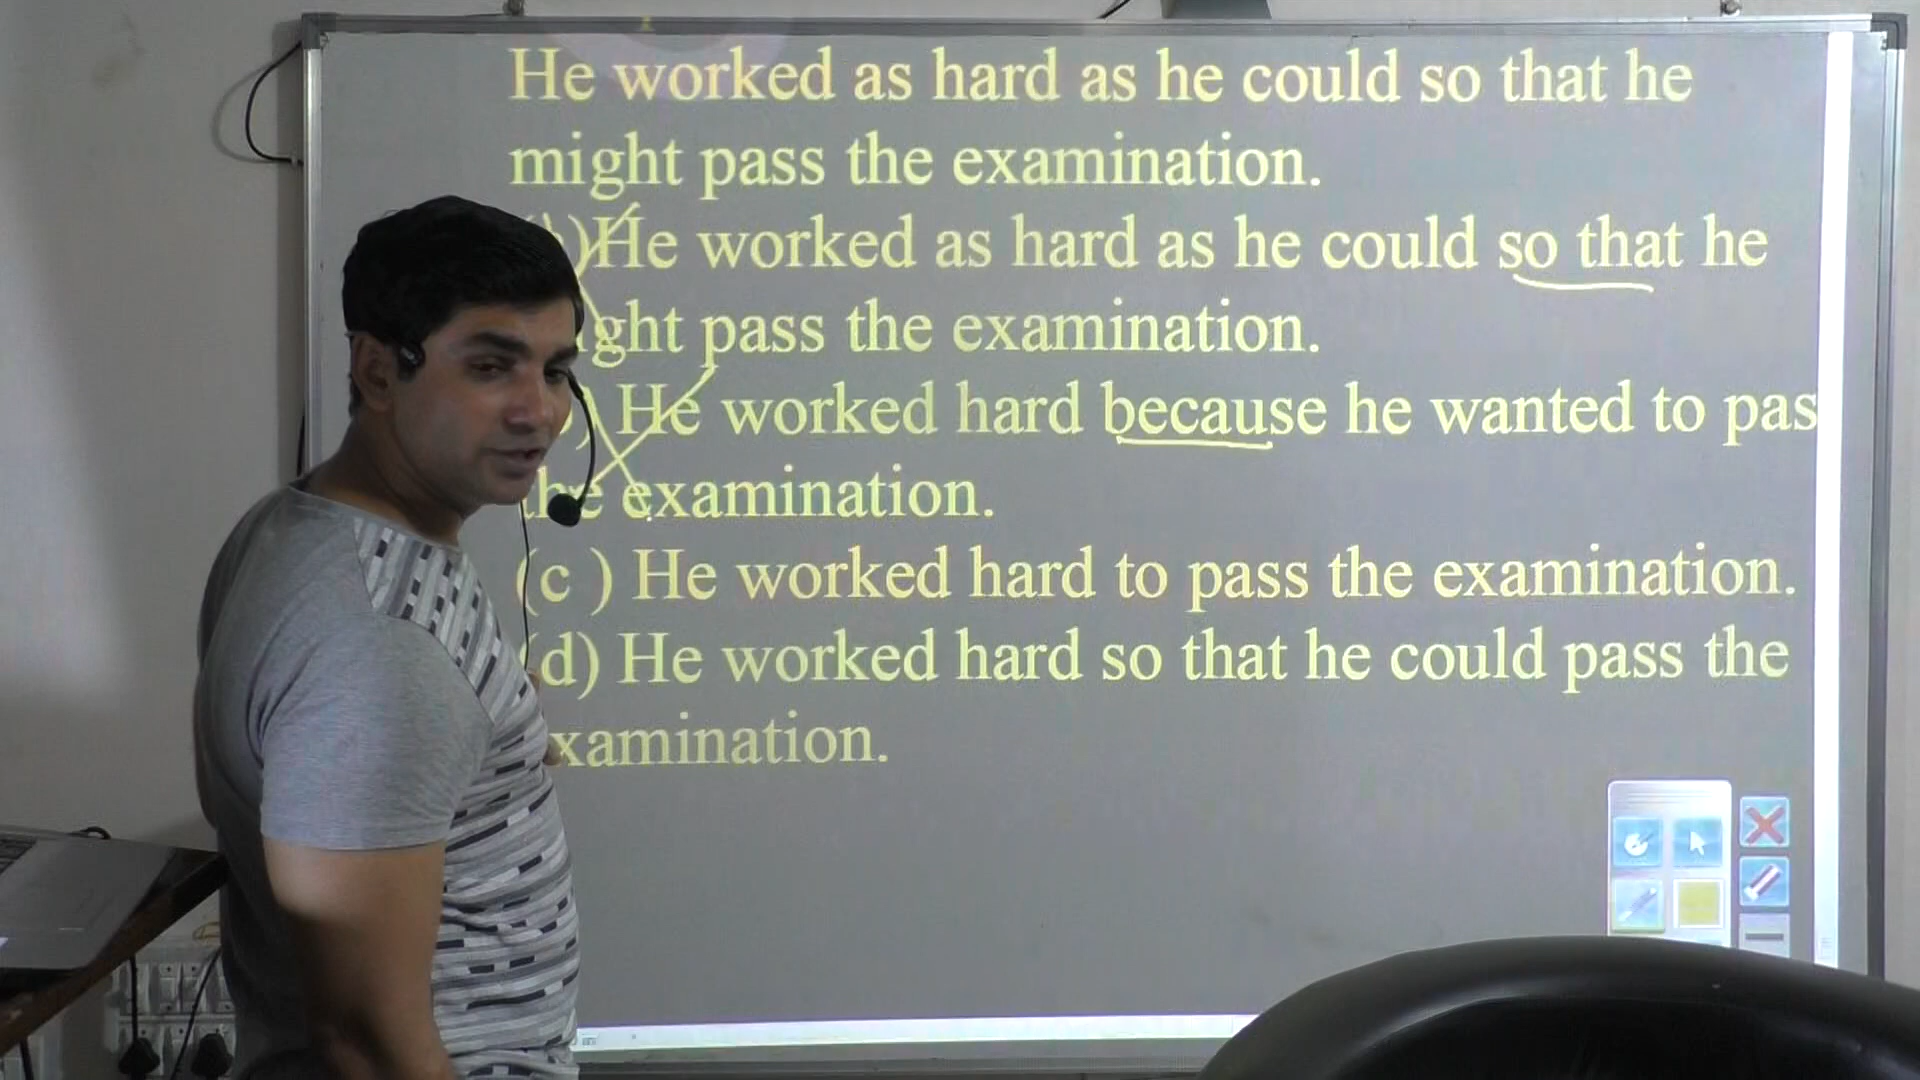 He worked as hard as he could so that he
might pass the examination.
)He worked as hard as he could so that he
ight pass the examination.
) He worked hard because he wanted to pas
the examination.
(c ) He worked hard to pass the examination.
(d) He worked hard so that he could pass the
xamination.